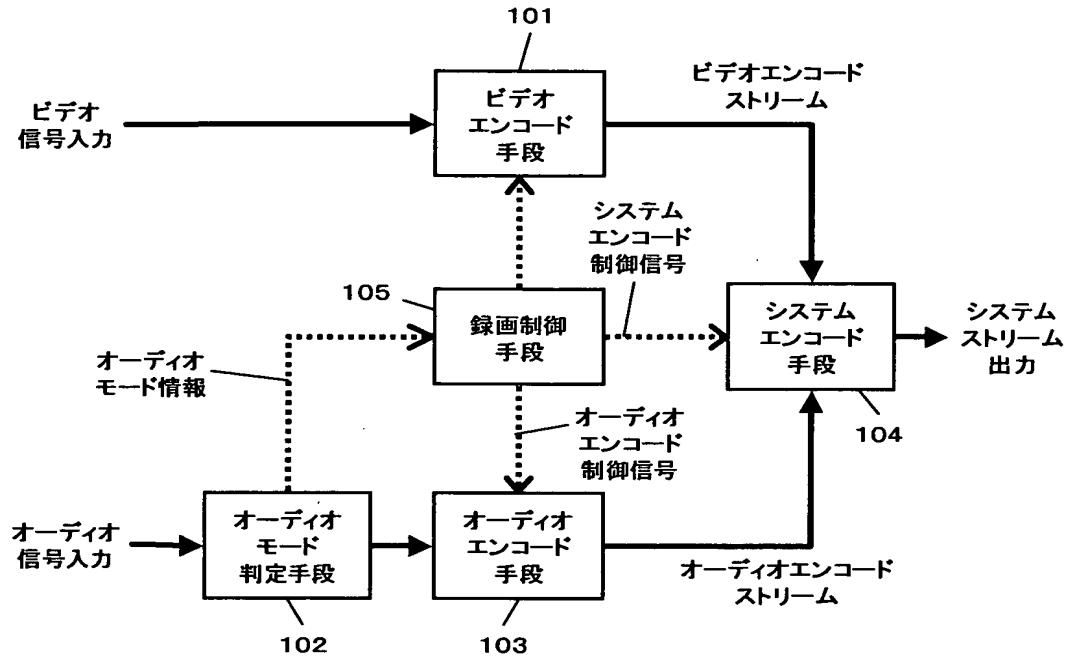 101
ビデオエンコード
ストリーム
ビデオ
信号入力
ビデオ
エンコード
手段
システム
エンコード
制御信号
105
録画制御
手段
システム
エンコード
手段
システム
ストリーム
出力
オーディオ
モード情報
104
オーディオ
エンコード
制御信号
オーディオ
信号入力
オーディオ
モード
判定手段
オーディオ
エンコード
手段
オーディオエンコード
ストリーム
102
103